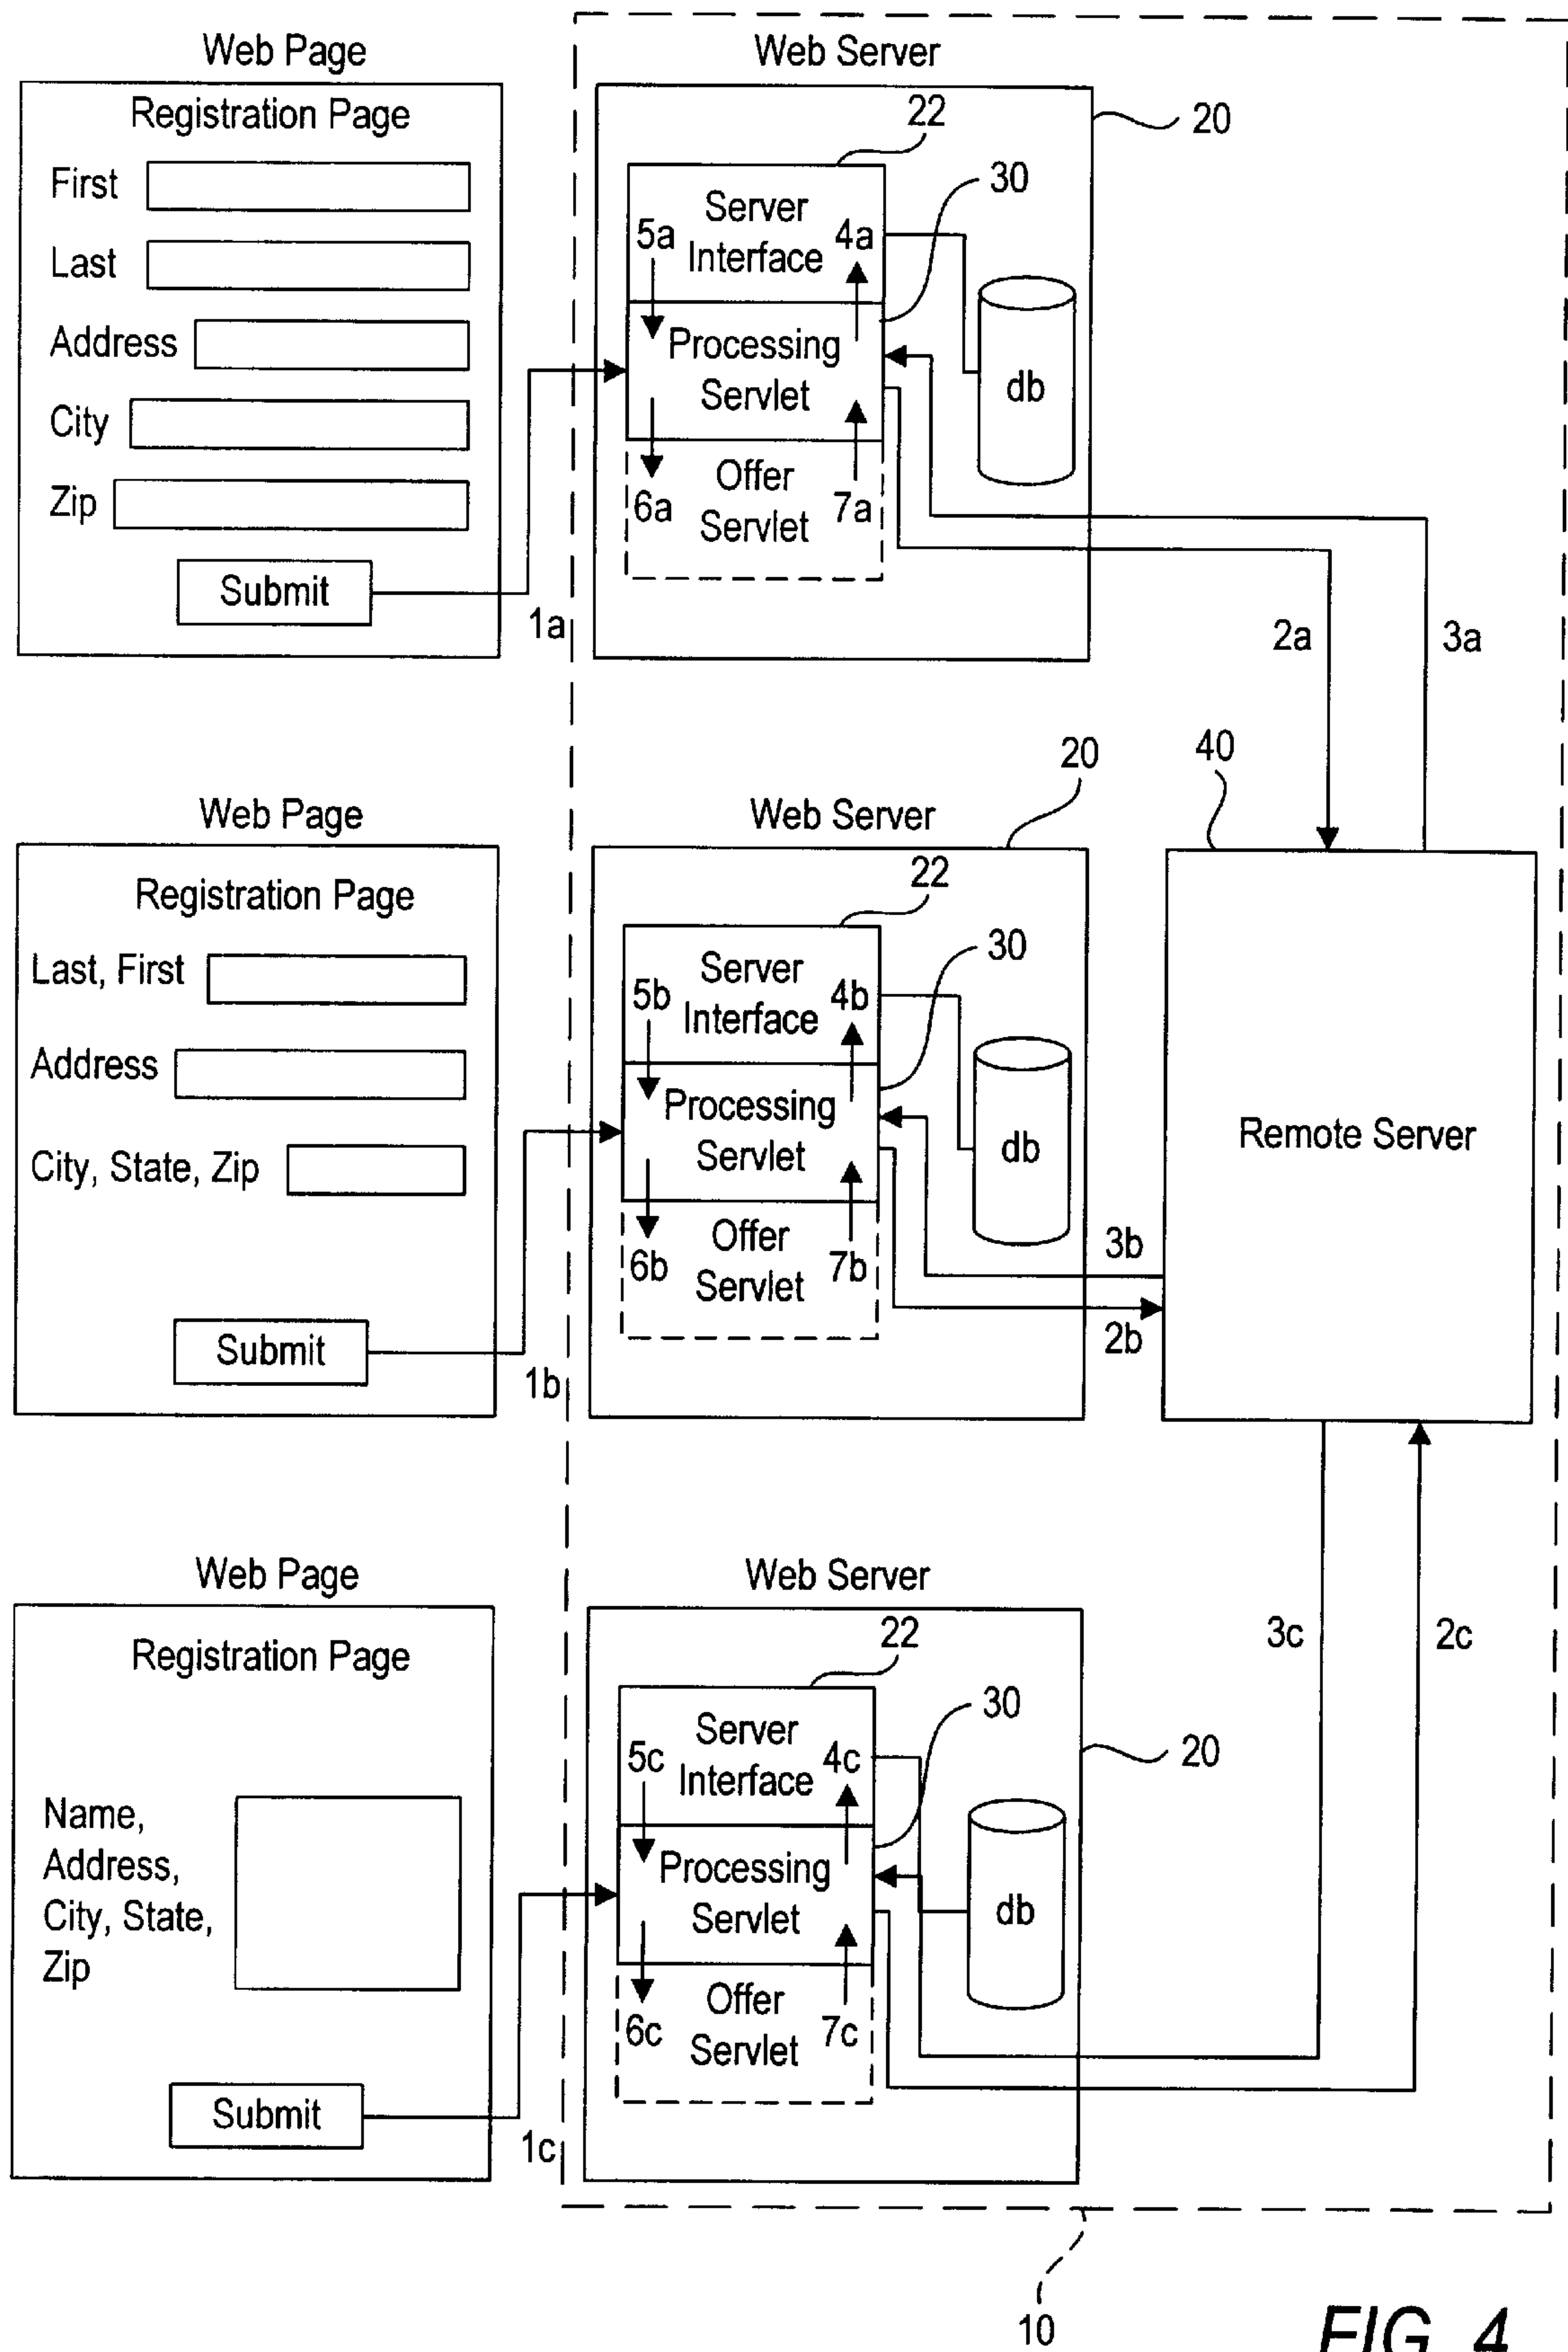 Web Page
Registration Page
First
Last
Address
City
Zip
Submit
1a
Web Server
20
22
30
Server
Interface
5a
4a
Processing
Servlet
db
Offer
Servlet
6a
7a
2a
3a
Web Page
Registration Page
Last, First
Address
City, State, Zip
Submit
1b
Web Server
20
22
30
Server
Interface
5b
4b
Processing
Servlet
db
Offer
Servlet
6b
7b
3b
2b
40
Remote Server
Web Page
Registration Page
Name,
Address,
City, State,
Zip
Submit
1c
Web Server
22
30
20
Server
Interface
5c
4c
Processing
Servlet
db
Offer
Servlet
6c
7c
3c
2c
10
FIG. 4